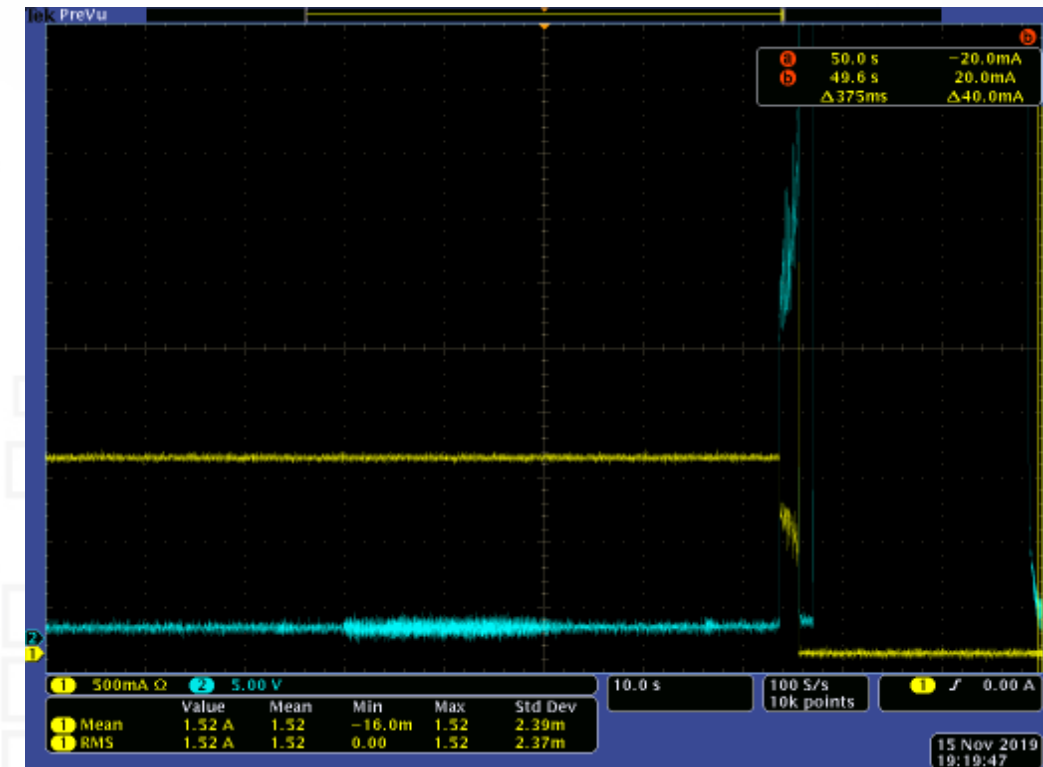 Tek PreVu
b
a 50.0 s −20.0mA
b 49.6 s 20.0mA
Δ375ms Δ40.0mA
2
1
1 500mA Ω 2 5.00 V 10.0 s 100 S/s 1 ʃ 0.00 A
10k points
Value Mean Min Max Std Dev
1 Mean 1.52 A 1.52 −16.0m 1.52 2.39m
1 RMS 1.52 A 1.52 0.00 1.52 2.37m
15 Nov 2019
19:19:47